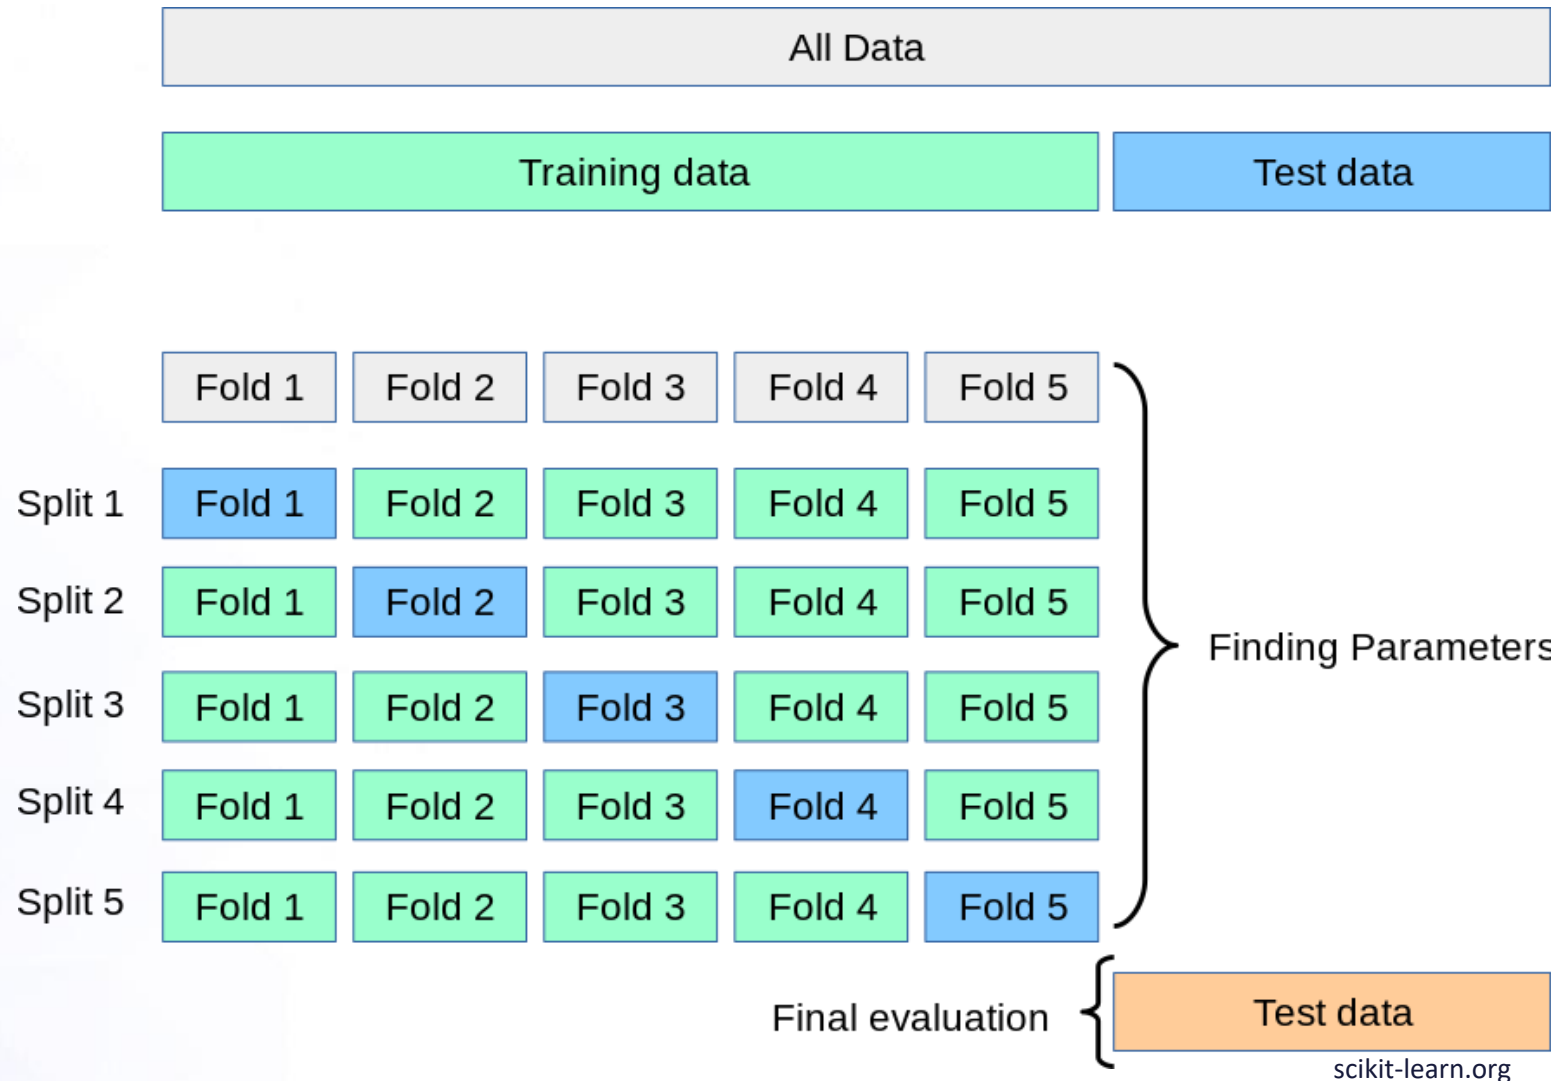 All Data
Training data Test data
Fold 1 Fold 2 Fold 3 Fold 4 Fold 5
Split 1 Fold 1 Fold 2 Fold 3 Fold 4 Fold 5
Split 2 Fold 1 Fold 2 Fold 3 Fold 4 Fold 5
Finding Parameters
Split 3 Fold 1 Fold 2 Fold 3 Fold 4 Fold 5
Split 4 Fold 1 Fold 2 Fold 3 Fold 4 Fold 5
Split 5 Fold 1 Fold 2 Fold 3 Fold 4 Fold 5
Final evaluation Test data
scikit-learn.org